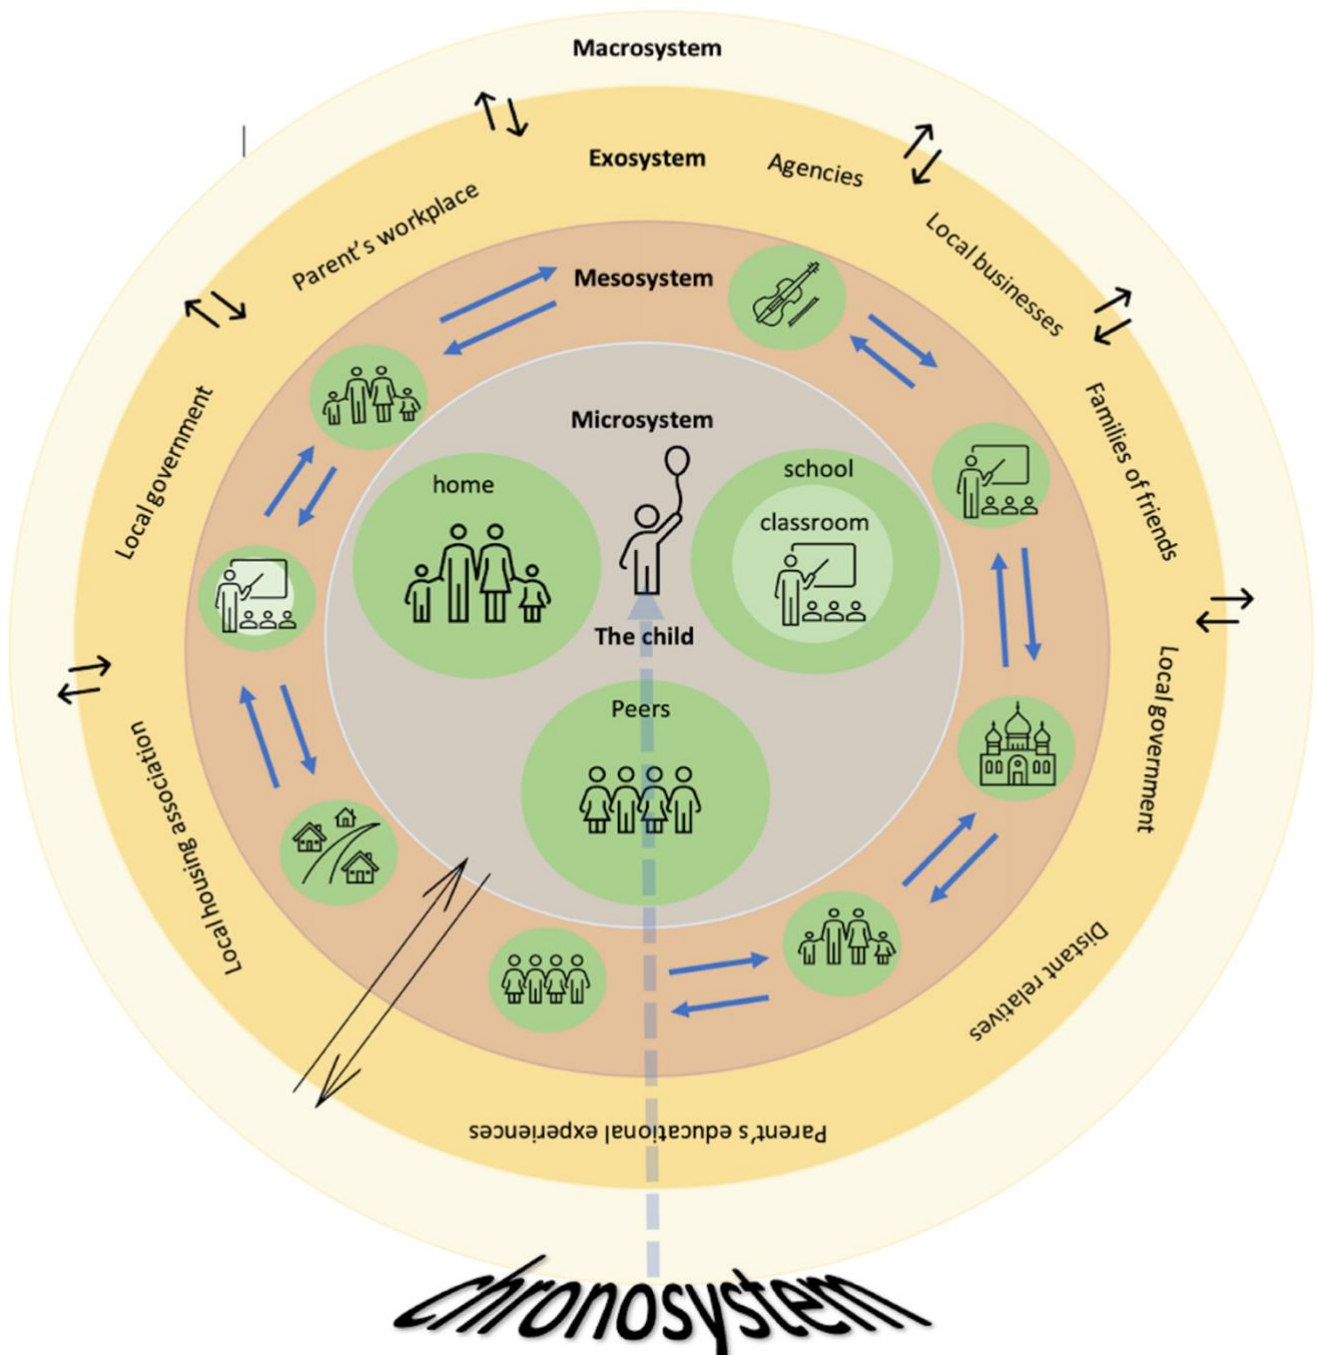 Macrosystem
Exosystem
Agencies
Parent's workplace
Local businesses
Mesosystem
Families of friends
Local government
Microsystem
home
school
classroom
The child
Peers
Local government
Local housing association
Distant relatives
Parent's educational experiences
chronosystem